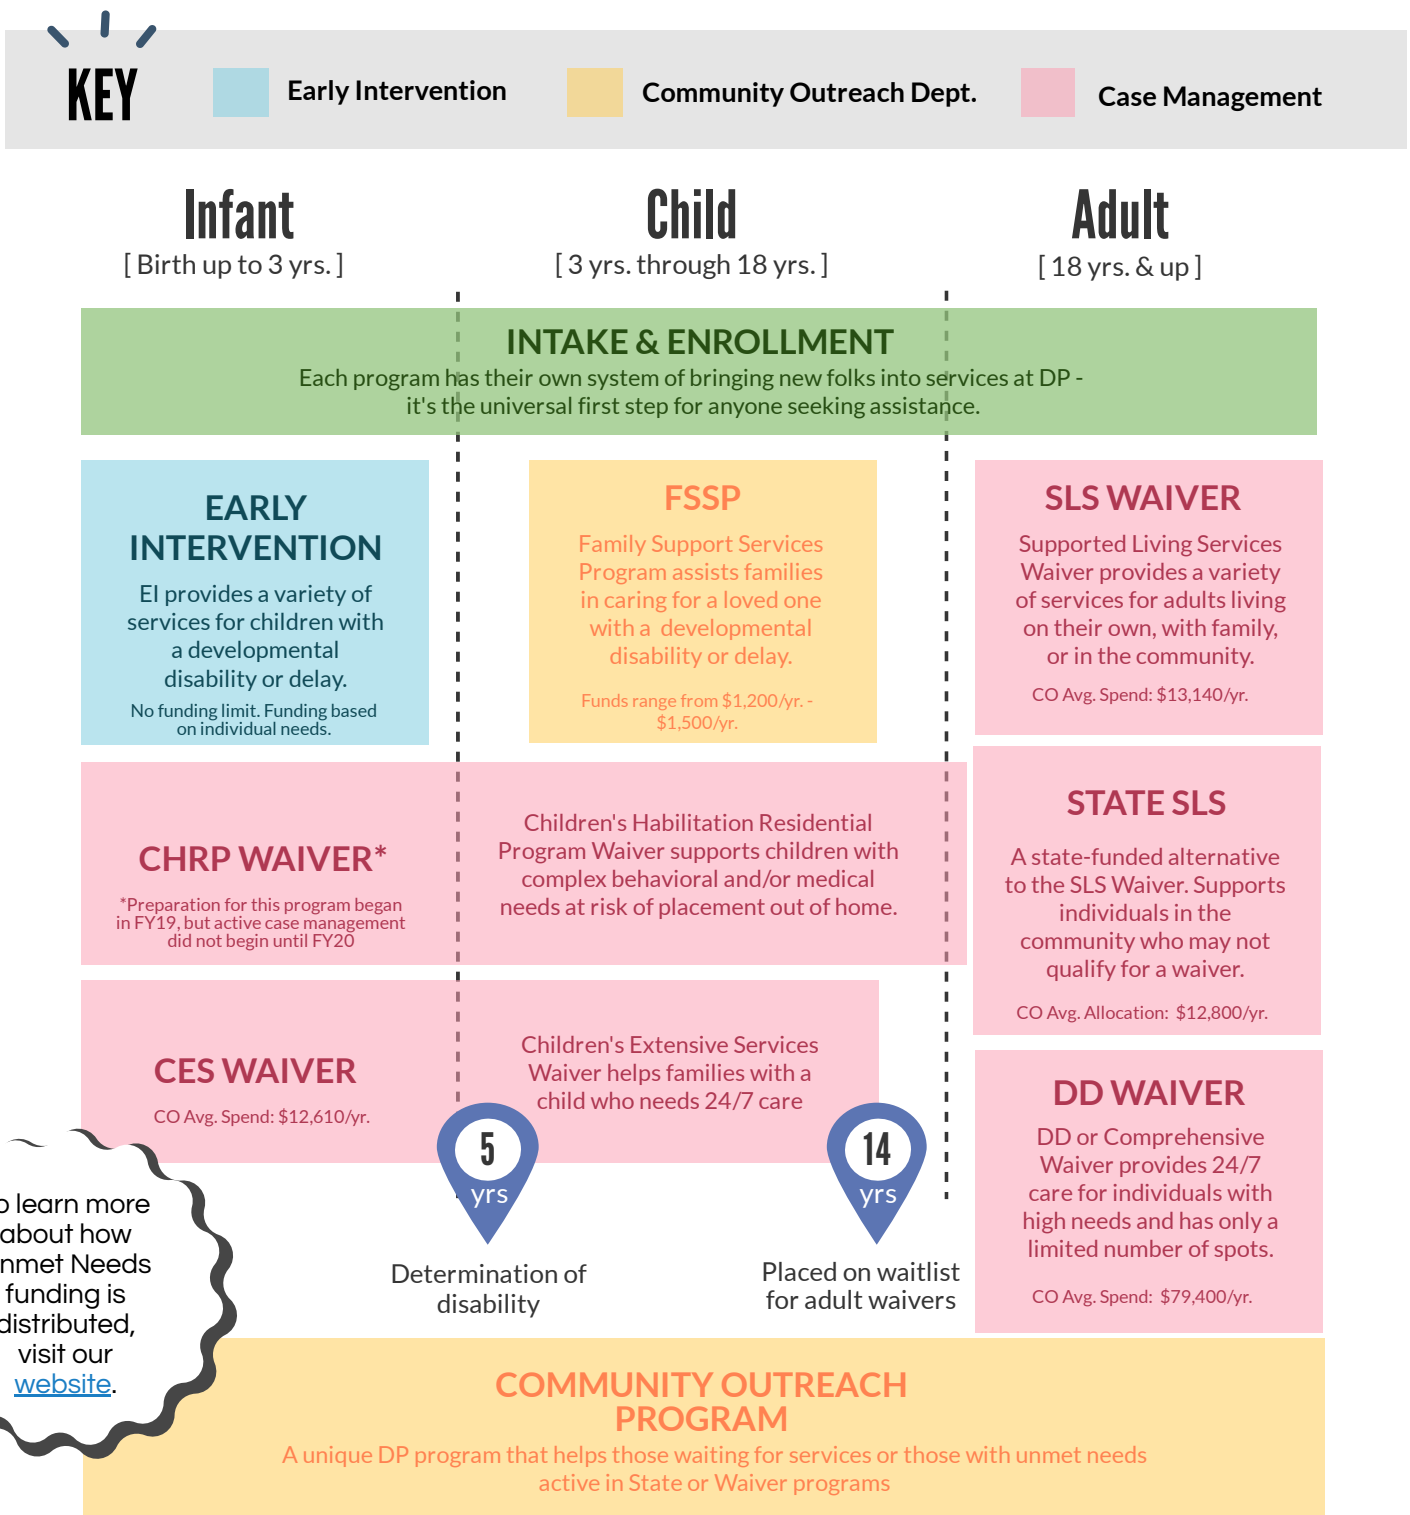 KEY
Early Intervention
Community Outreach Dept.
Case Management
Infant
[ Birth up to 3 yrs. ]
Child
[ 3 yrs. through 18 yrs. ]
Adult
[ 18 yrs. & up ]
INTAKE & ENROLLMENT
Each program has their own system of bringing new folks into services at DP -
it's the universal first step for anyone seeking assistance.
EARLY
INTERVENTION
EI provides a variety of
services for children with
a developmental
disability or delay.
No funding limit. Funding based
on individual needs.
FSSP
Family Support Services
Program assists families
in caring for a loved one
with a developmental
disability or delay.
Funds range from $1,200/yr. -
$1,500/yr.
SLS WAIVER
Supported Living Services
Waiver provides a variety
of services for adults living
on their own, with family,
or in the community.
CO Avg. Spend: $13,140/yr.
CHRP WAIVER*
*Preparation for this program began
in FY19, but active case management
did not begin until FY20
Children's Habilitation Residential
Program Waiver supports children with
complex behavioral and/or medical
needs at risk of placement out of home.
STATE SLS
A state-funded alternative
to the SLS Waiver. Supports
individuals in the
community who may not
qualify for a waiver.
CO Avg. Allocation: $12,800/yr.
CES WAIVER
CO Avg. Spend: $12,610/yr.
Children's Extensive Services
Waiver helps families with a
child who needs 24/7 care
5
yrs
Determination of
disability
14
yrs
Placed on waitlist
for adult waivers
DD WAIVER
DD or Comprehensive
Waiver provides 24/7
care for individuals with
high needs and has only a
limited number of spots.
CO Avg. Spend: $79,400/yr.
learn more
about how
Needs
funding is
distributed,
visit our
website.
COMMUNITY OUTREACH
PROGRAM
A unique DP program that helps those waiting for services or those with unmet needs
active in State or Waiver programs